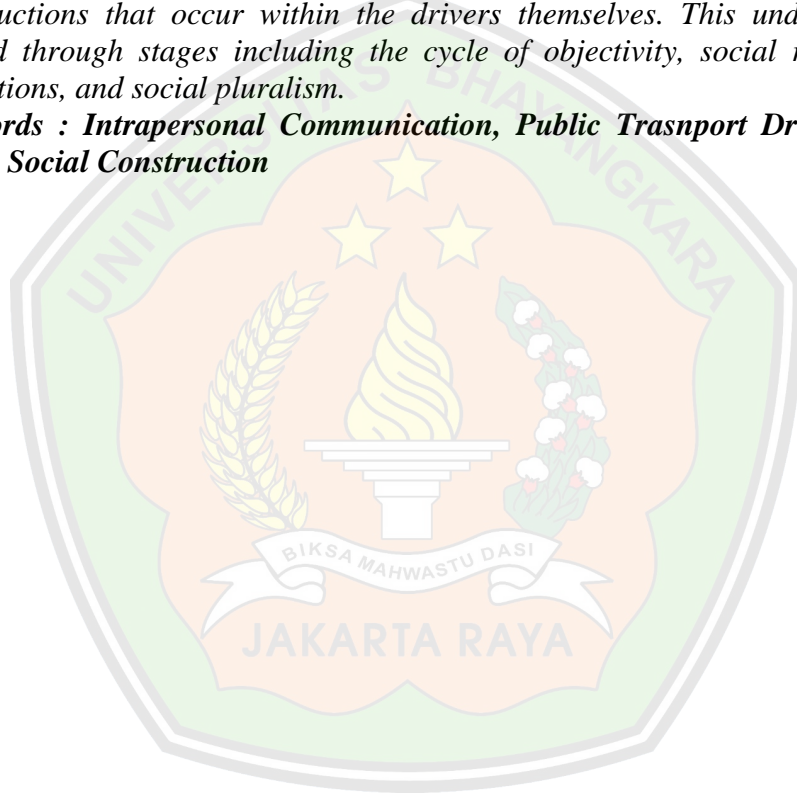 uctions that occur within the drivers themselves. This und
d through stages including the cycle of objectivity, social
tions, and social pluralism.
ords : Intrapersonal Communication, Public Trasnport Dr
Social Construction
UNIVERSITAS BHAYANGKARA
BIKSA MAHWASTU DASI
JAKARTA RAYA